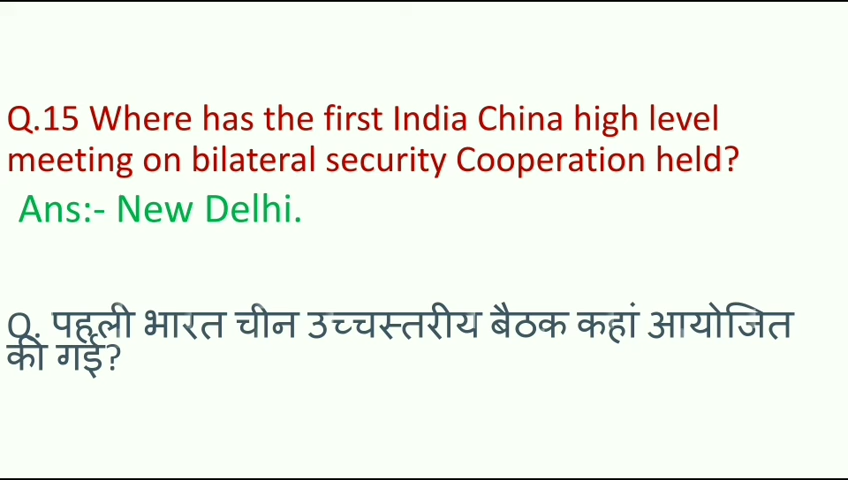 Q.15 Where has the first India China high level
meeting on bilateral security Cooperation held?
Ans:- New Delhi.
Q. पहली भारत चीन उच्चस्तरीय बैठक कहां आयोजित
की गई?